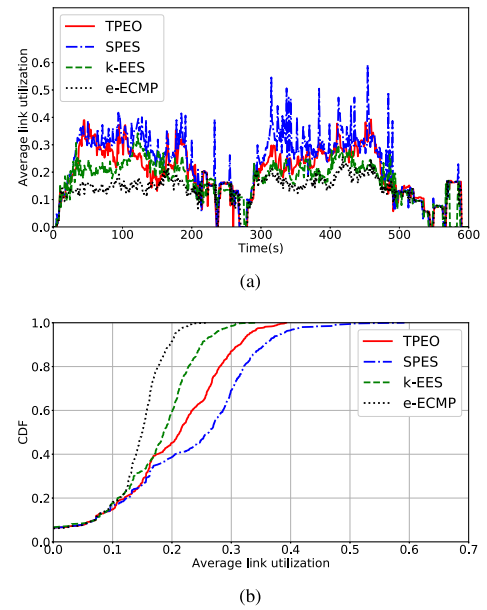 TPEO
SPES
k-EES
e-ECMP
Average link utilization
0.6
0.5
0.4
0.3
0.2
0.1
0.0
0 100 200 300 400 500 600
Time(s)
(a)
1.0
0.8
0.6
0.4
0.2
0.0
CDF
TPEO
SPES
k-EES
e-ECMP
0.0 0.1 0.2 0.3 0.4 0.5 0.6 0.7
Average link utilization
(b)